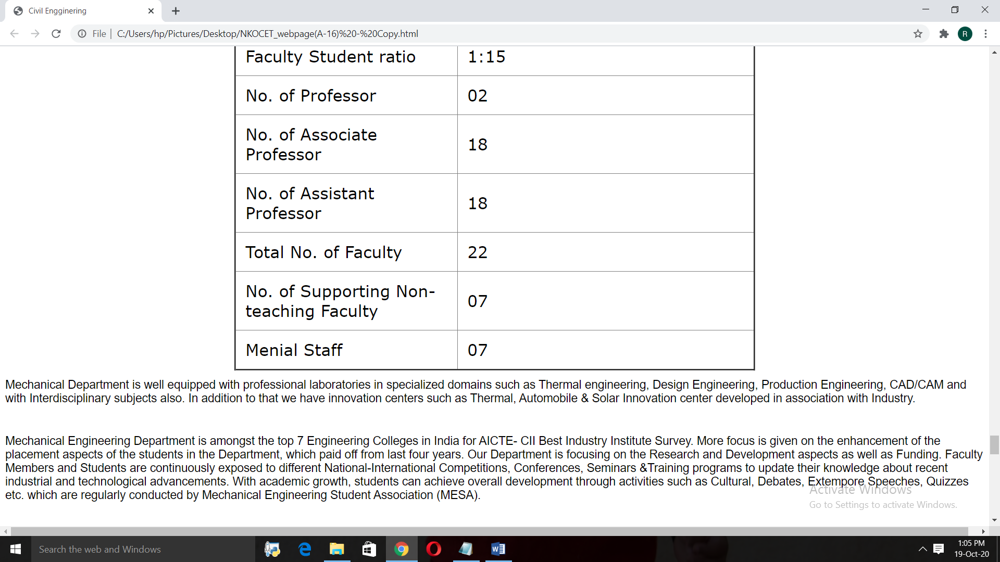 Civil Engginering
File
C:/Users/hp/Pictures/Desktop/NKOCET_webpage(A-16)%20-%20Copy.html
R
Faculty Student ratio 1:15
No. of Professor 02
No. of Associate
Professor
18
No. of Assistant
Professor
18
Total No. of Faculty 22
No. of Supporting Non-
teaching Faculty
07
Menial Staff 07
Mechanical Department is well equipped with professional laboratories in specialized domains such as Thermal engineering, Design Engineering, Production Engineering, CAD/CAM and
with Interdisciplinary subjects also. In addition to that we have innovation centers such as Thermal, Automobile & Solar Innovation center developed in association with Industry.
Mechanical Engineering Department is amongst the top 7 Engineering Colleges in India for AICTE- CII Best Industry Institute Survey. More focus is given on the enhancement of the
placement aspects of the students in the Department, which paid off from last four years. Our Department is focusing on the Research and Development aspects as well as Funding. Faculty
Members and Students are continuously exposed to different National-International Competitions, Conferences, Seminars &Training programs to update their knowledge about recent
industrial and technological advancements. With academic growth, students can achieve overall development through activities such as Cultural, Debates, Extempore Speeches, Quizzes
etc. which are regularly conducted by Mechanical Engineering Student Association (MESA).
Activate Windows
Go to Settings to activate Windows.
Search the web and Windows
1:05 PM
19-Oct-20